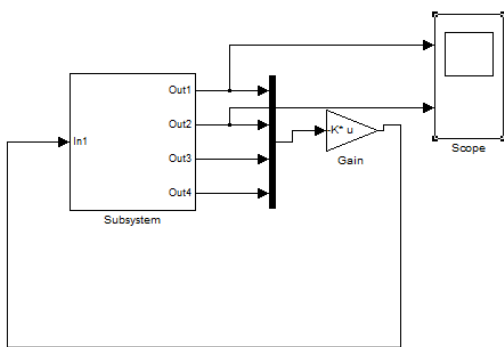 Out1
Out2
In1
Out3
Out4
Subsystem
K* u
Gain
Scope